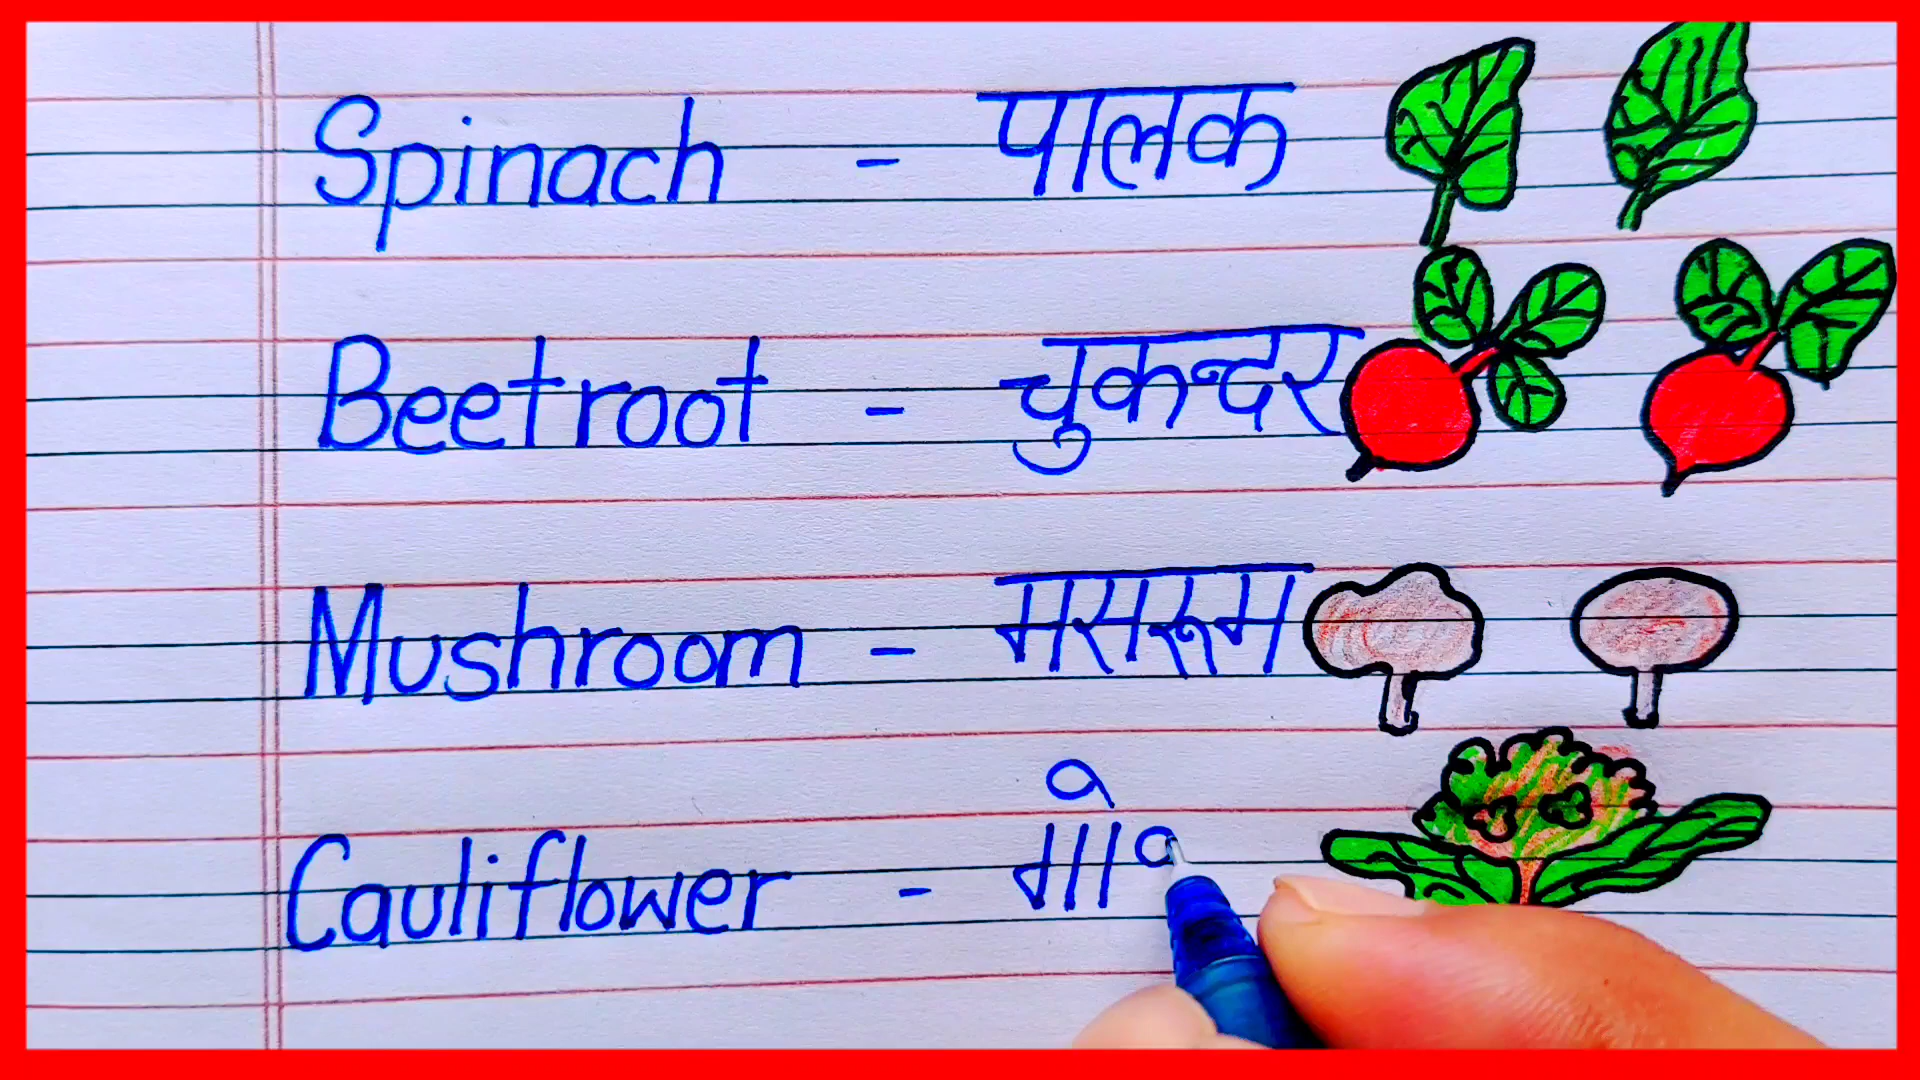 Spinach - पालक
Beetroot - चुकन्दर
Mushroom - मसरूम
Cauliflower -